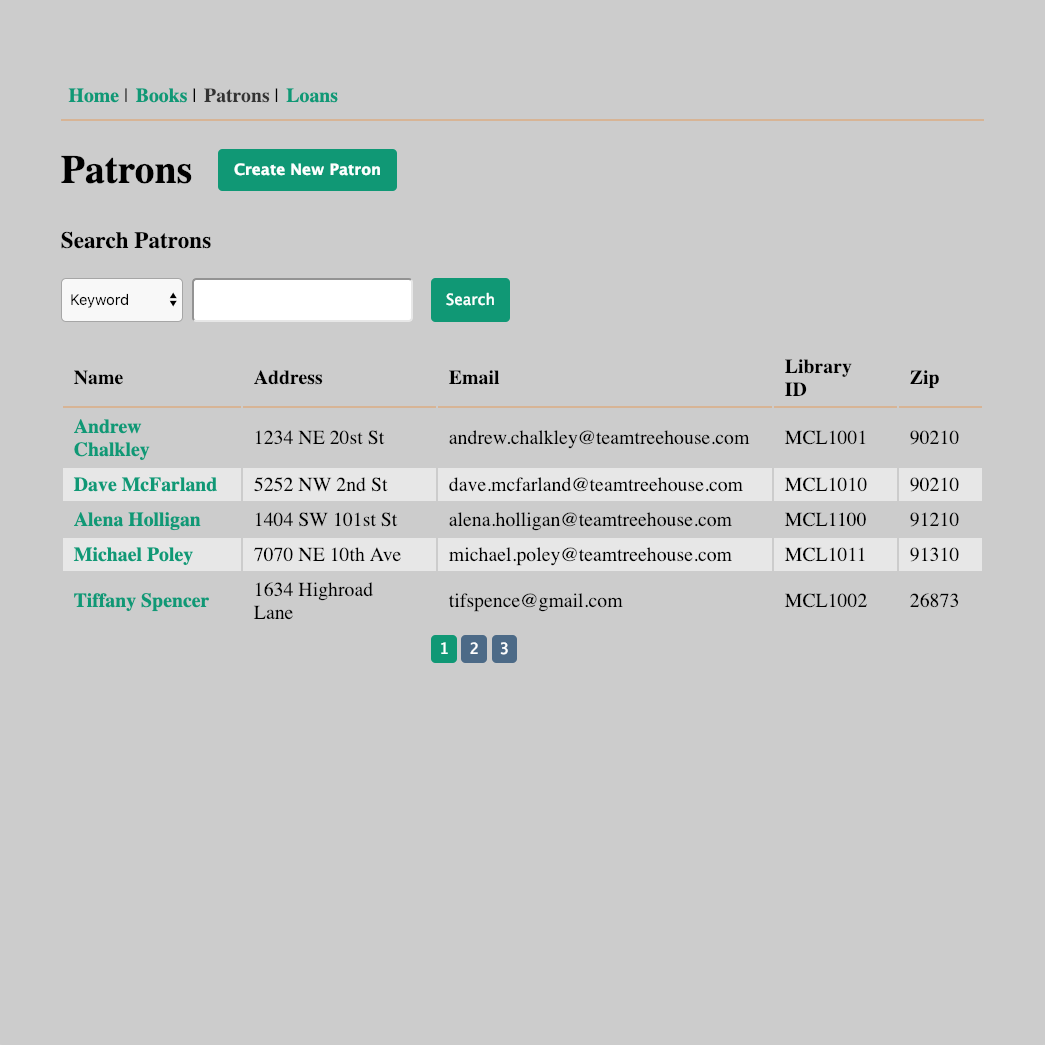 Home | Books | Patrons | Loans
Patrons Create New Patron
Search Patrons
Keyword Search
Name Address Email Library ID Zip
Andrew Chalkley 1234 NE 20st St andrew.chalkley@teamtreehouse.com MCL1001 90210
Dave McFarland 5252 NW 2nd St dave.mcfarland@teamtreehouse.com MCL1010 90210
Alena Holligan 1404 SW 101st St alena.holligan@teamtreehouse.com MCL1100 91210
Michael Poley 7070 NE 10th Ave michael.poley@teamtreehouse.com MCL1011 91310
Tiffany Spencer 1634 Highroad Lane tifspence@gmail.com MCL1002 26873
1 2 3